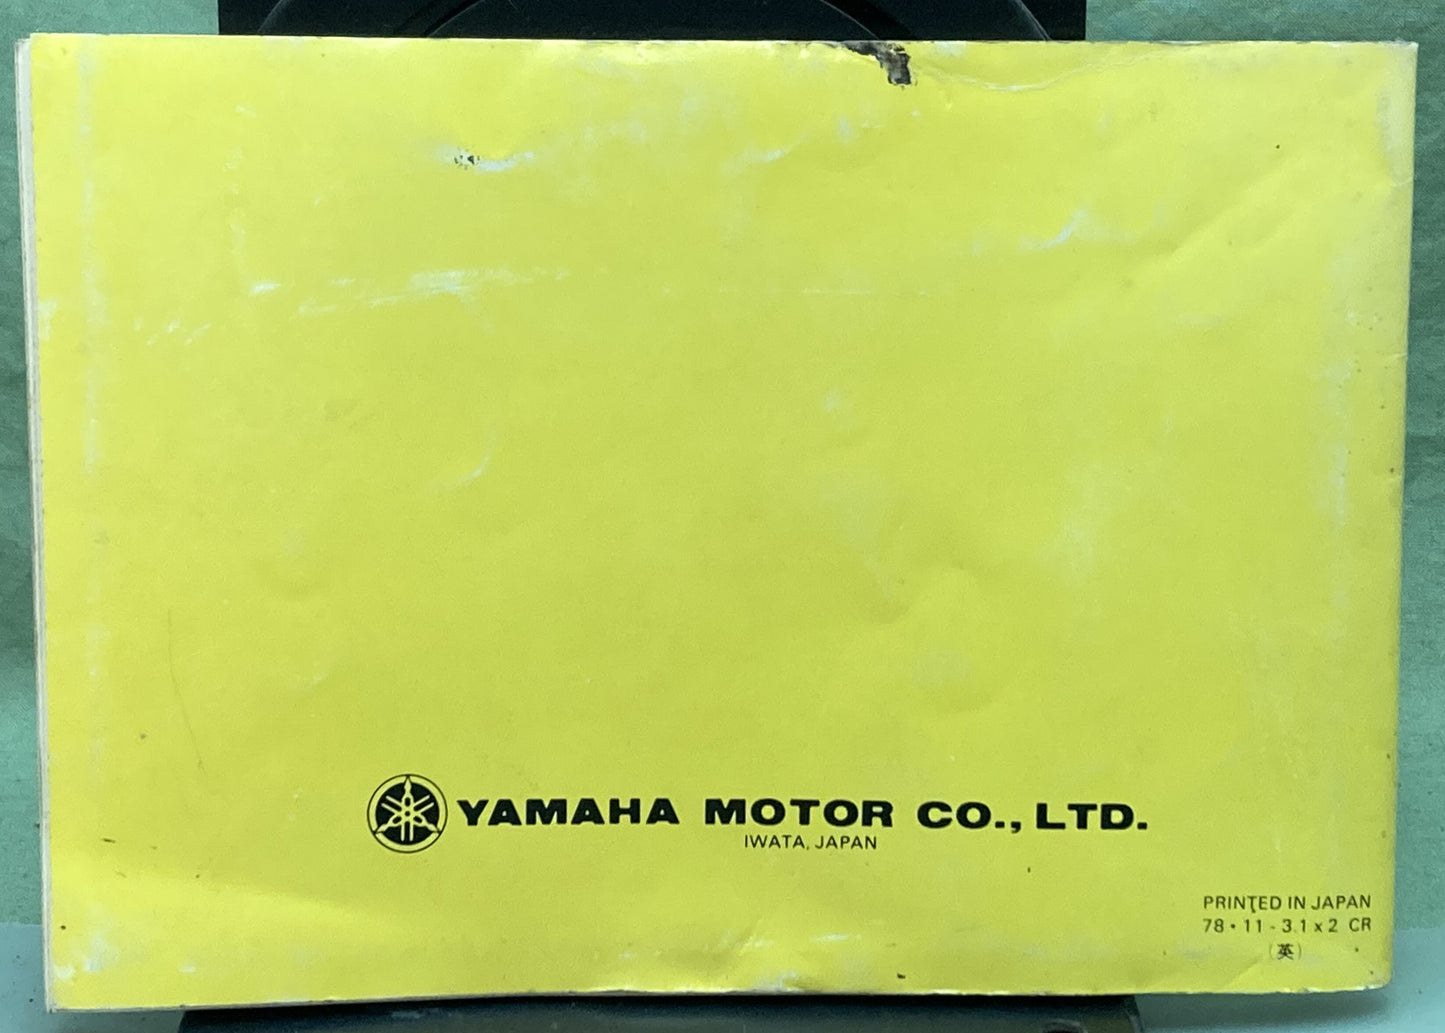 YAMAHA MOTOR CO., LTD.
IWATA, JAPAN
PRINTED IN JAPAN
78・11 - 3.1 x 2 CR
(英)